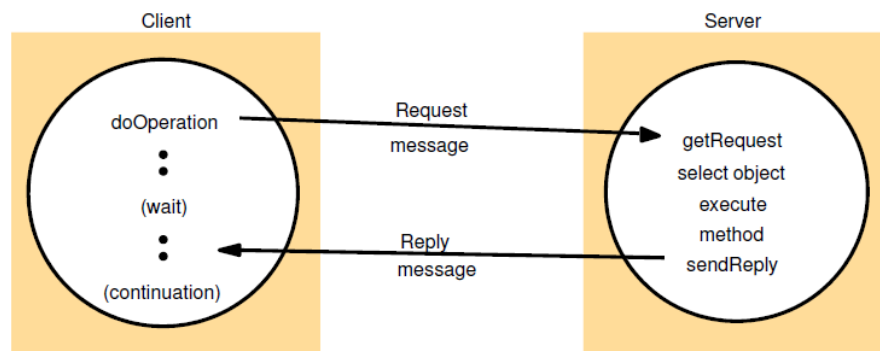 Client
Server
doOperation
(wait)
(continuation)
Request
message
Reply
message
getRequest
select object
execute
method
sendReply